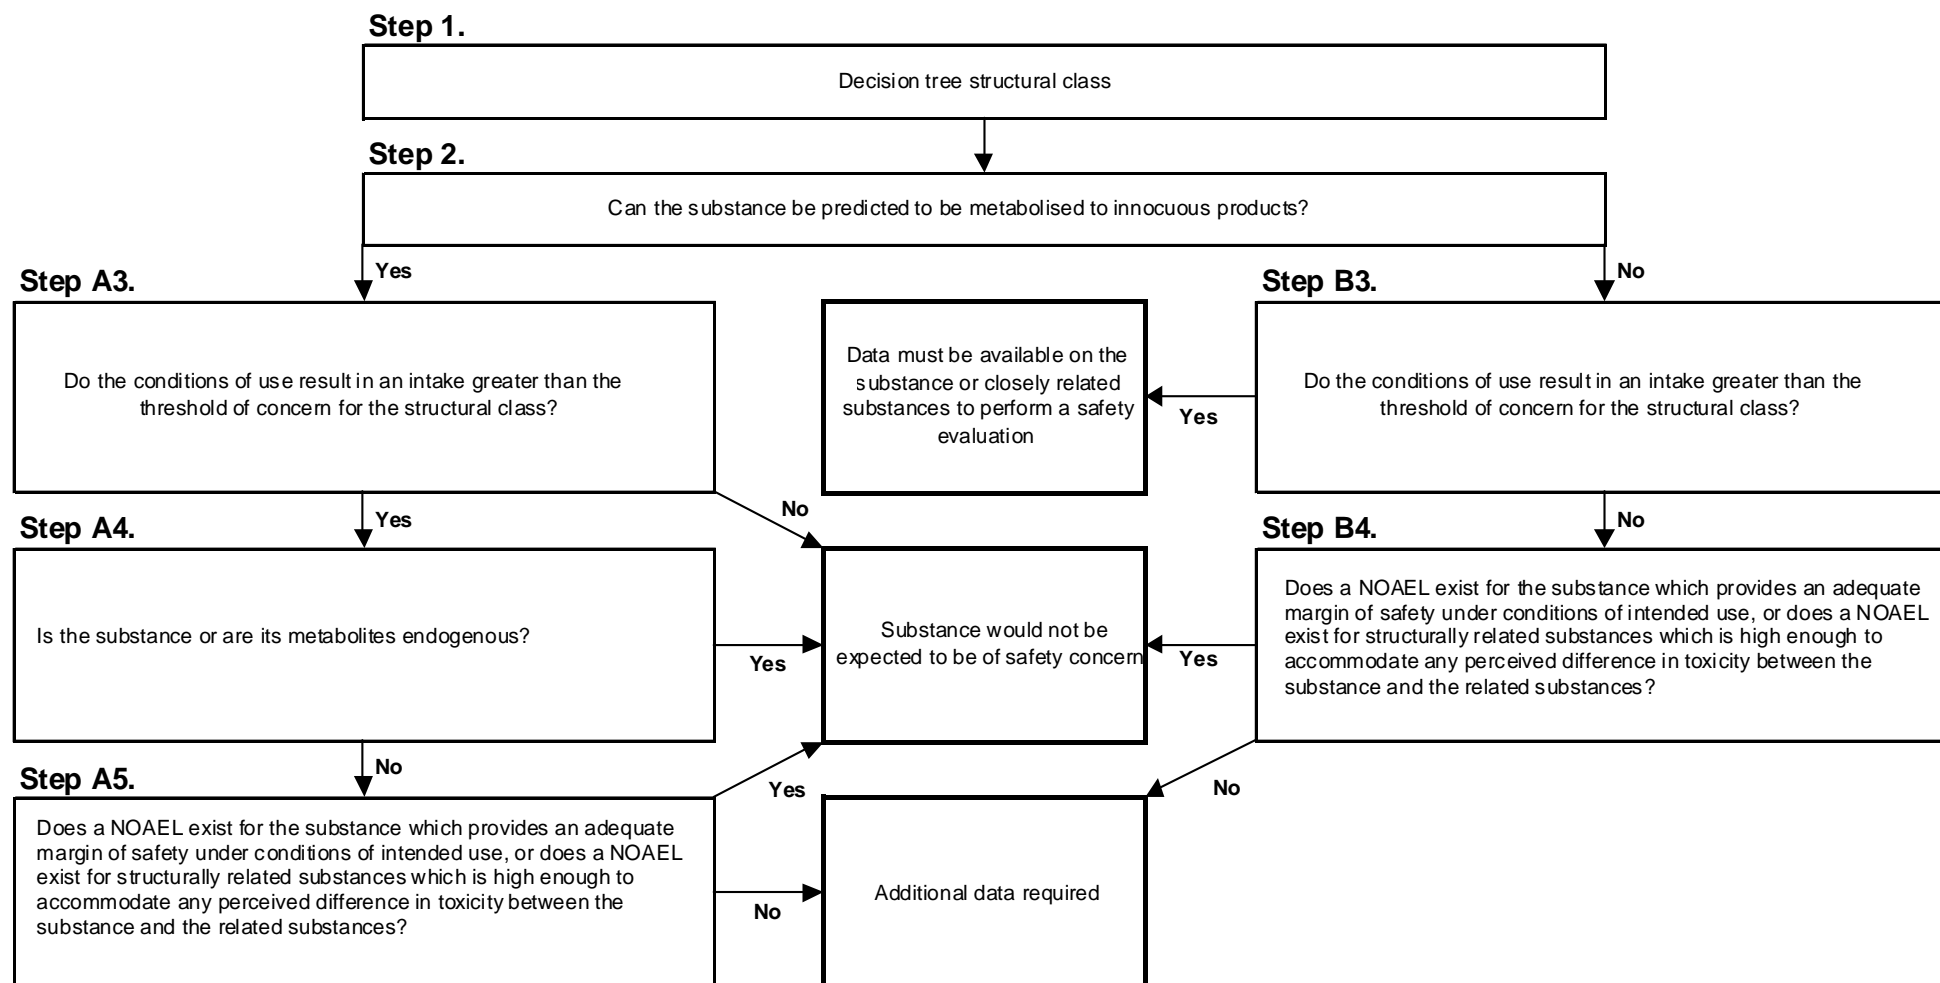 Step 1.
Decision tree structural class
Step 2.
Can the substance be predicted to be metabolised to innocuous products?
Yes
No
Step A3.
Do the conditions of use result in an intake greater than the
threshold of concern for the structural class?
Data must be available on the
substance or closely related
substances to perform a safety
evaluation
Yes
Step B3.
Do the conditions of use result in an intake greater than the
threshold of concern for the structural class?
Yes
No
No
Step A4.
Is the substance or are its metabolites endogenous?
Yes
Substance would not be
expected to be of safety concern
Yes
Step B4.
Does a NOAEL exist for the substance which provides an adequate
margin of safety under conditions of intended use, or does a NOAEL
exist for structurally related substances which is high enough to
accommodate any perceived difference in toxicity between the
substance and the related substances?
No
Yes
No
Step A5.
Does a NOAEL exist for the substance which provides an adequate
margin of safety under conditions of intended use, or does a NOAEL
exist for structurally related substances which is high enough to
accommodate any perceived difference in toxicity between the
substance and the related substances?
No
Additional data required